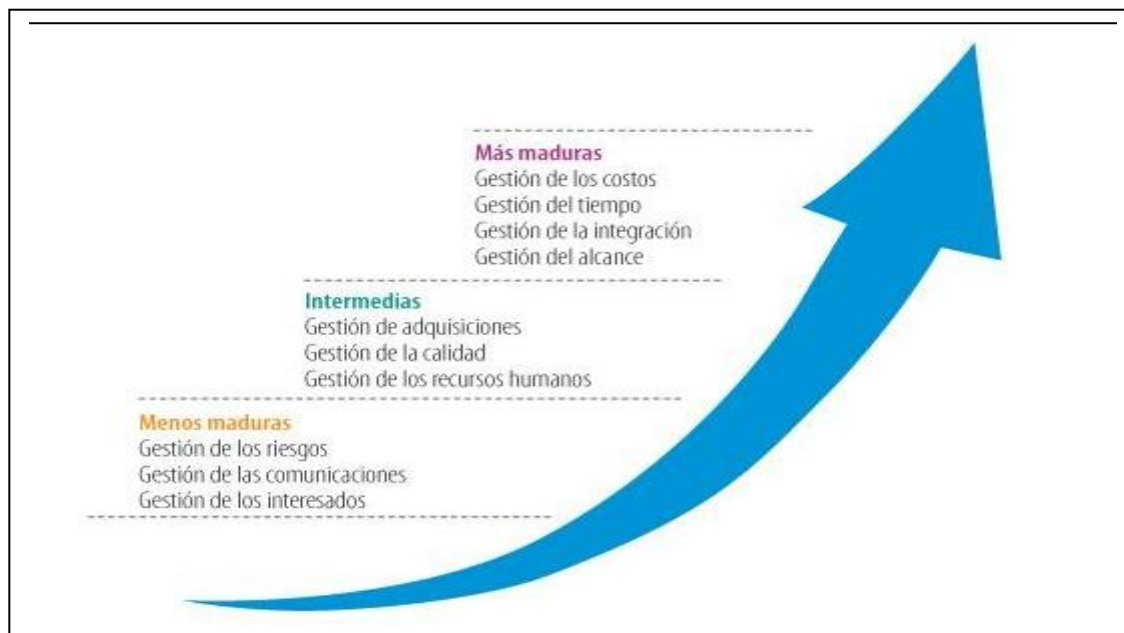 Más maduras
Gestión de los costos
Gestión del tiempo
Gestión de la integración
Gestión del alcance
Intermedias
Gestión de adquisiciones
Gestión de la calidad
Gestión de los recursos humanos
Menos maduras
Gestión de los riesgos
Gestión de las comunicaciones
Gestión de los interesados